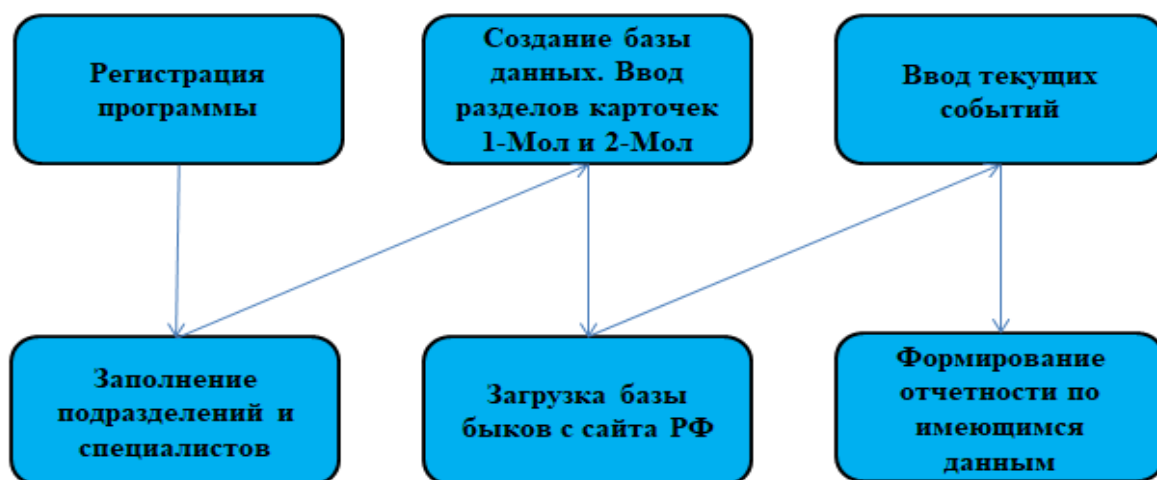 Регистрация
программы
Создание базы
данных. Ввод
разделов карточек
1-Мол и 2-Мол
Ввод текущих
событий
Заполнение
подразделений и
специалистов
Загрузка базы
быков с сайта РФ
Формирование
отчетности по
имеющимся
данным